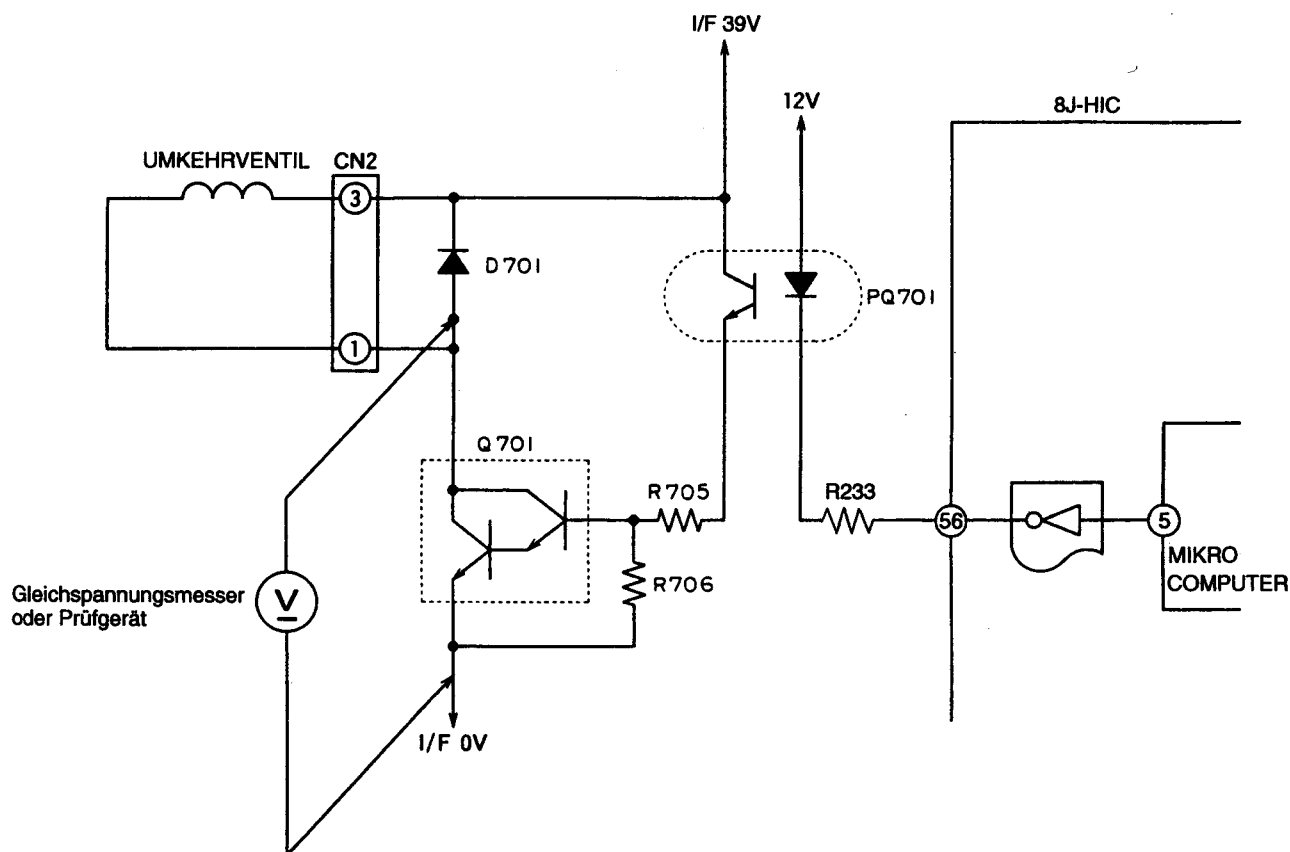 I/F 39V
12V
8J-HIC
UMKEHRVENTIL
CN2
3
D701
PQ701
1
Q701
R705
R233
56
5
MIKRO
COMPUTER
R706
Gleichspannungsmesser
oder Prüfgerät
V
I/F 0V